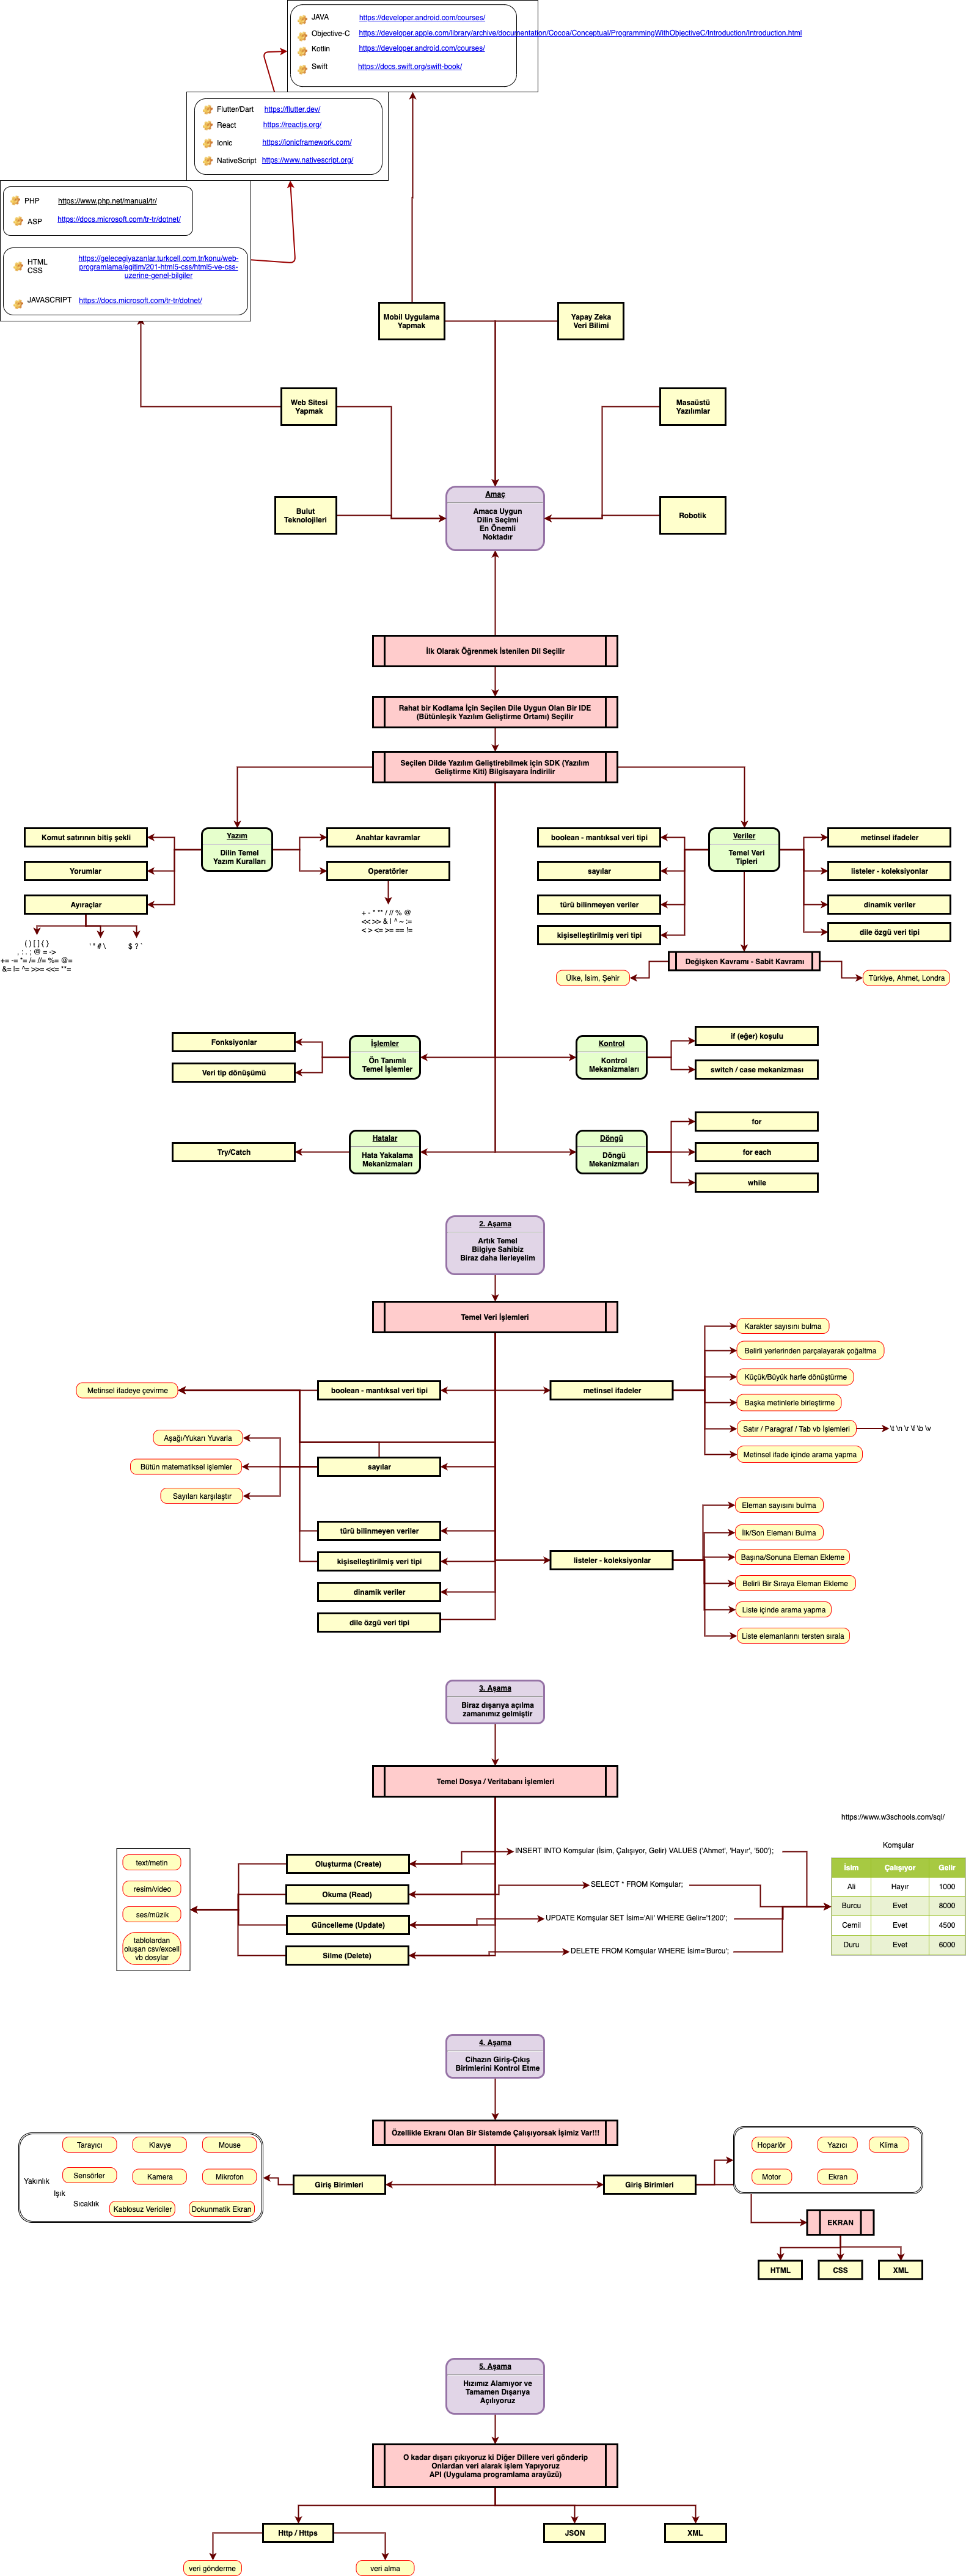 JAVA https://developer.android.com/courses/
Objective-C https://developer.apple.com/library/archive/documentation/Cocoa/Conceptual/ProgrammingWithObjectiveC/Introduction/Introduction.html
Kotlin https://developer.android.com/courses/
Swift https://docs.swift.org/swift-book/
Flutter/Dart https://flutter.dev/
React https://reactjs.org/
Ionic https://ionicframework.com/
NativeScript https://www.nativescript.org/
PHP https://www.php.net/manual/tr/
ASP https://docs.microsoft.com/tr-tr/dotnet/
HTML
CSS
https://gelecegiyazanlar.turkcell.com.tr/konu/web-
programlama/egitim/201-html5-css/html5-ve-css-
uzerine-genel-bilgiler
JAVASCRIPT https://docs.microsoft.com/tr-tr/dotnet/
Mobil Uygulama
Yapmak
Yapay Zeka
Veri Bilimi
Web Sitesi
Yapmak
Masaüstü
Yazılımlar
Bulut
Teknolojileri
Amaç
Amaca Uygun
Dilin Seçimi
En Önemli
Noktadır
Robotik
İlk Olarak Öğrenmek İstenilen Dil Seçilir
Rahat bir Kodlama İçin Seçilen Dile Uygun Olan Bir IDE
(Bütünleşik Yazılım Geliştirme Ortamı) Seçilir
Seçilen Dilde Yazılım Geliştirebilmek için SDK (Yazılım
Geliştirme Kiti) Bilgisayara İndirilir
Komut satırının bitiş şekli
Yorumlar
Ayıraçlar
Yazım
Dilin Temel
Yazım Kuralları
Anahtar kavramlar
Operatörler
( ) [ ] { }
, : . ; @ = ->
+= -= *= /= //= %= @=
&= |= ^= >>= <<= **=
' " # \
$ ? `
+ - * ** / // % @
<< >> & | ^ ~ :=
< > <= >= == !=
boolean - mantıksal veri tipi
sayılar
türü bilinmeyen veriler
kişiselleştirilmiş veri tipi
Veriler
Temel Veri
Tipleri
metinsel ifadeler
listeler - koleksiyonlar
dinamik veriler
dile özgü veri tipi
Değişken Kavramı - Sabit Kavramı
Ülke, İsim, Şehir
Türkiye, Ahmet, Londra
Fonksiyonlar
Veri tip dönüşümü
İşlemler
Ön Tanımlı
Temel İşlemler
Kontrol
Kontrol
Mekanizmaları
if (eğer) koşulu
switch / case mekanizması
Try/Catch
Hatalar
Hata Yakalama
Mekanizmaları
Döngü
Döngü
Mekanizmaları
for
for each
while
2. Aşama
Artık Temel
Bilgiye Sahibiz
Biraz daha İlerleyelim
Temel Veri İşlemleri
Metinsel ifadeye çevirme
boolean - mantıksal veri tipi
Aşağı/Yukarı Yuvarla
Bütün matematiksel işlemler
Sayıları karşılaştır
sayılar
türü bilinmeyen veriler
kişiselleştirilmiş veri tipi
dinamik veriler
dile özgü veri tipi
metinsel ifadeler
Karakter sayısını bulma
Belirli yerlerinden parçalayarak çoğaltma
Küçük/Büyük harfe dönüştürme
Başka metinlerle birleştirme
Satır / Paragraf / Tab vb İşlemleri
\t \n \r \f \b \v
Metinsel ifade içinde arama yapma
listeler - koleksiyonlar
Eleman sayısını bulma
İlk/Son Elemanı Bulma
Başına/Sonuna Eleman Ekleme
Belirli Bir Sıraya Eleman Ekleme
Liste içinde arama yapma
Liste elemanlarını tersten sırala
3. Aşama
Biraz dışarıya açılma
zamanımız gelmiştir
Temel Dosya / Veritabanı İşlemleri
text/metin
resim/video
ses/müzik
tablolardan
oluşan csv/excell
vb dosylar
Oluşturma (Create)
Okuma (Read)
Güncelleme (Update)
Silme (Delete)
INSERT INTO Komşular (İsim, Çalışıyor, Gelir) VALUES ('Ahmet', 'Hayır', '500');
SELECT * FROM Komşular;
UPDATE Komşular SET İsim='Ali' WHERE Gelir='1200';
DELETE FROM Komşular WHERE İsim='Burcu';
https://www.w3schools.com/sql/
Komşular
İsim Çalışıyor Gelir
Ali Hayır 1000
Burcu Evet 8000
Cemil Evet 4500
Duru Evet 6000
4. Aşama
Cihazın Giriş-Çıkış
Birimlerini Kontrol Etme
Özellikle Ekranı Olan Bir Sistemde Çalışıyorsak İşimiz Var!!!
Tarayıcı Klavye Mouse
Yakınlık Sensörler Kamera Mikrofon
Işık
Sıcaklık Kablosuz Vericiler Dokunmatik Ekran
Giriş Birimleri
Giriş Birimleri
Hoparlör Yazıcı Klima
Motor Ekran
EKRAN
HTML CSS XML
5. Aşama
Hızımız Alamıyor ve
Tamamen Dışarıya
Açılıyoruz
O kadar dışarı çıkıyoruz ki Diğer Dillere veri gönderip
Onlardan veri alarak işlem Yapıyoruz
API (Uygulama programlama arayüzü)
Http / Https JSON XML
veri gönderme veri alma